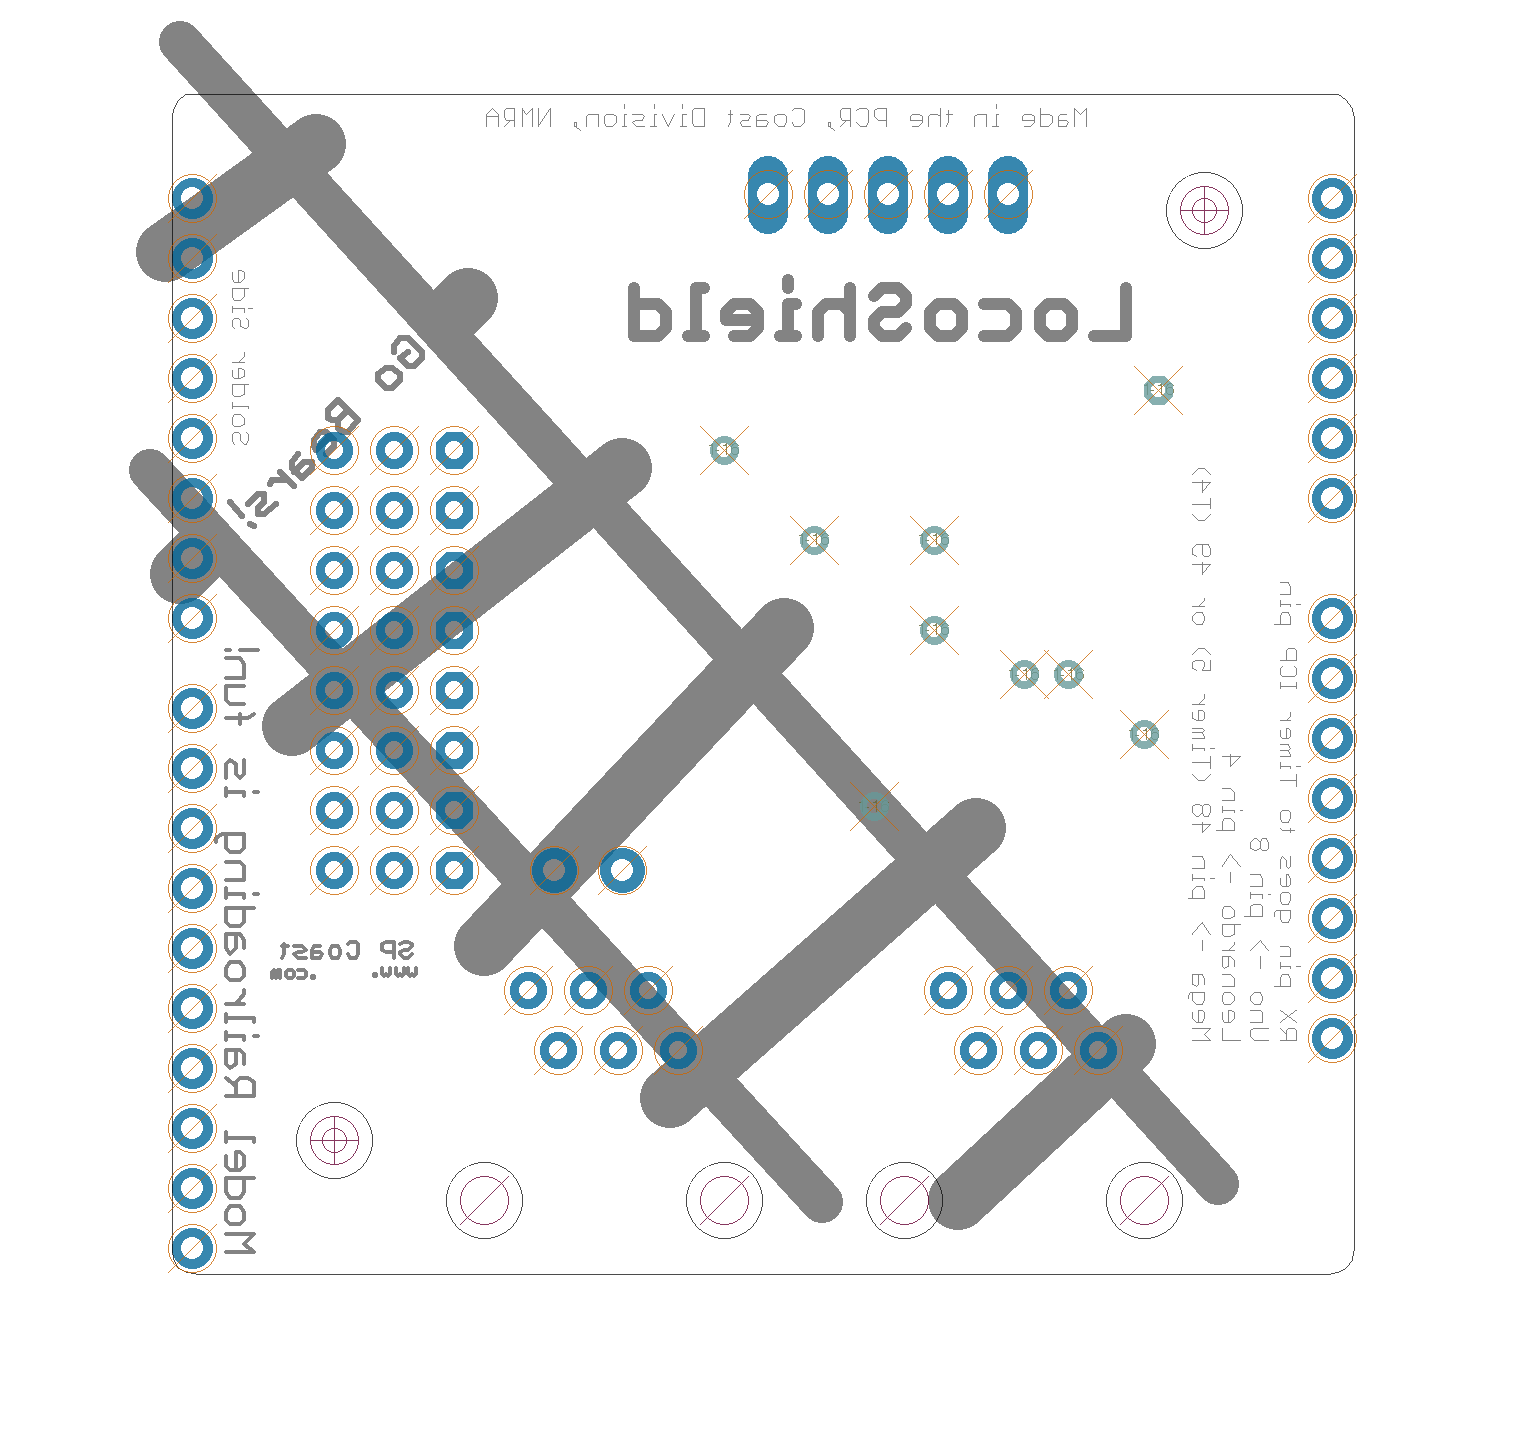 Made in the PCR, Coast Division, NMRA
LocoShield
Solder Side
Go Bears!
Model Railroading is fun!
SP Coast
www.
.com
Mega -> pin 48 (Timer 5) or 49 (T4)
Leonardo -> pin 4
Uno -> pin 8
RX pin goes to Timer ICP pin